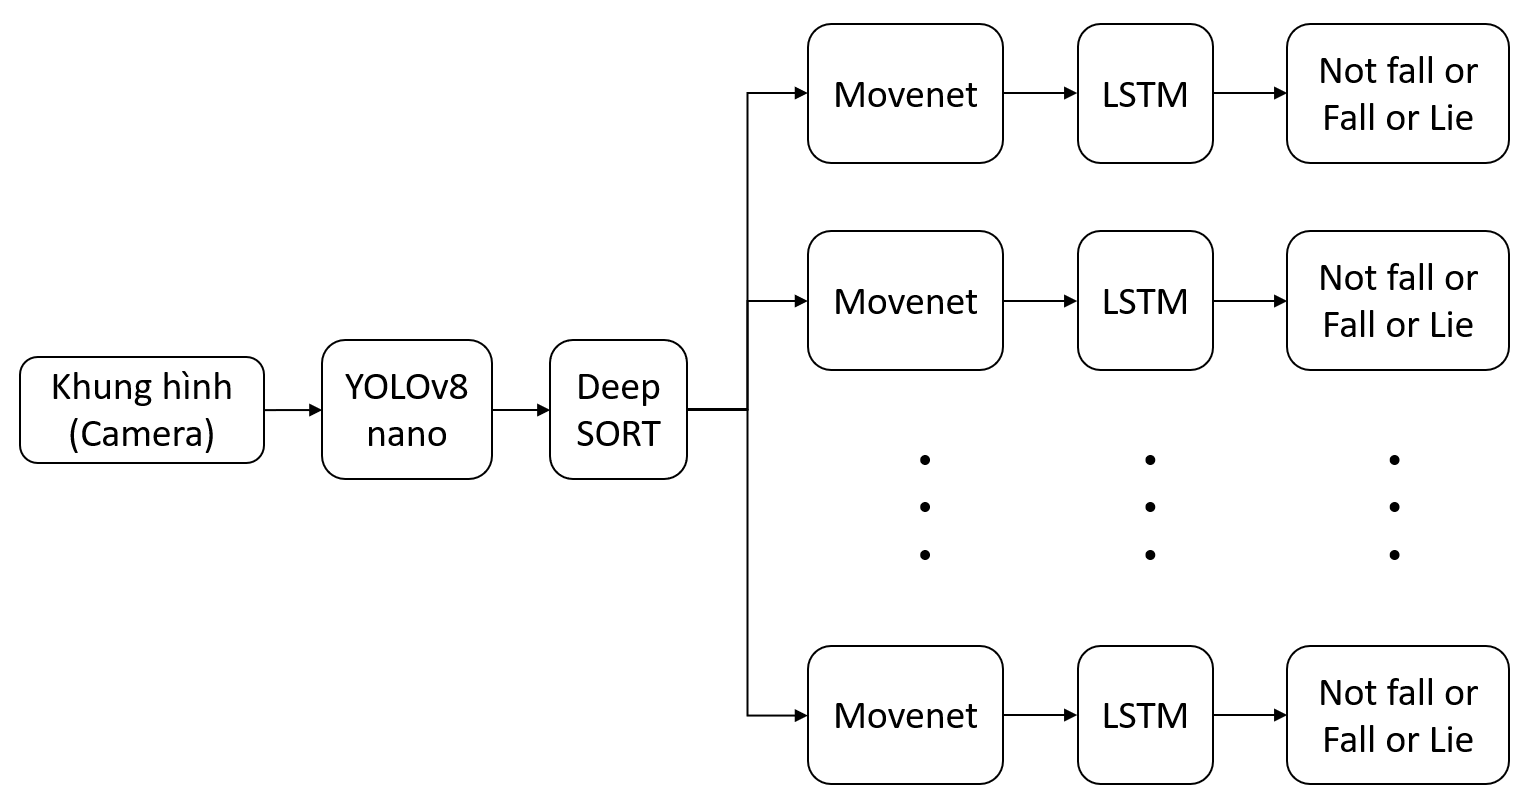 Movenet
LSTM
Not fall or
Fall or Lie
Movenet
LSTM
Not fall or
Fall or Lie
Khung hình
(Camera)
YOLOv8
nano
Deep
SORT
Movenet
LSTM
Not fall or
Fall or Lie